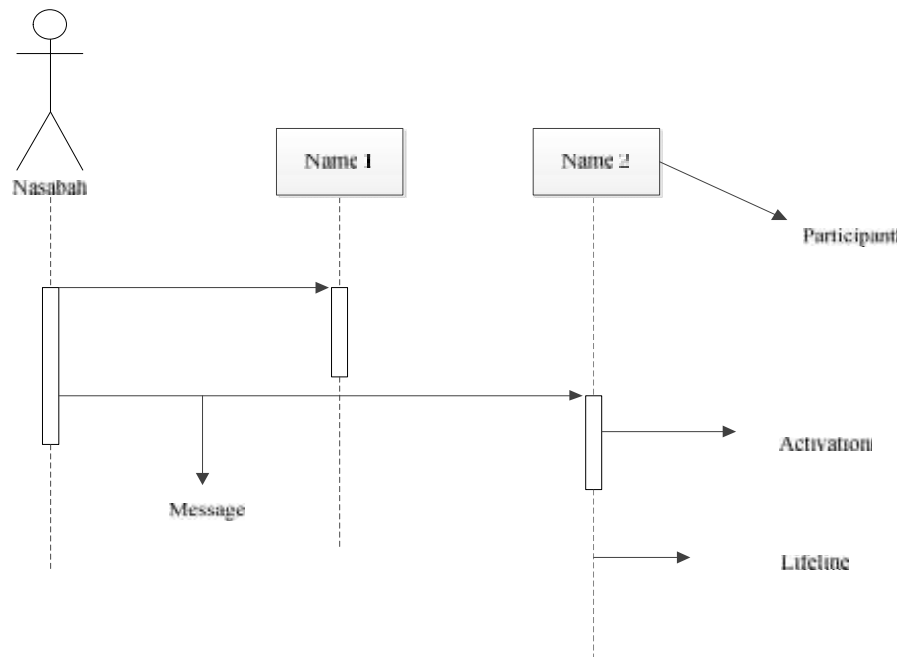 Nasabah
Name 1
Name 2
Participant
Activation
Message
Lifeline